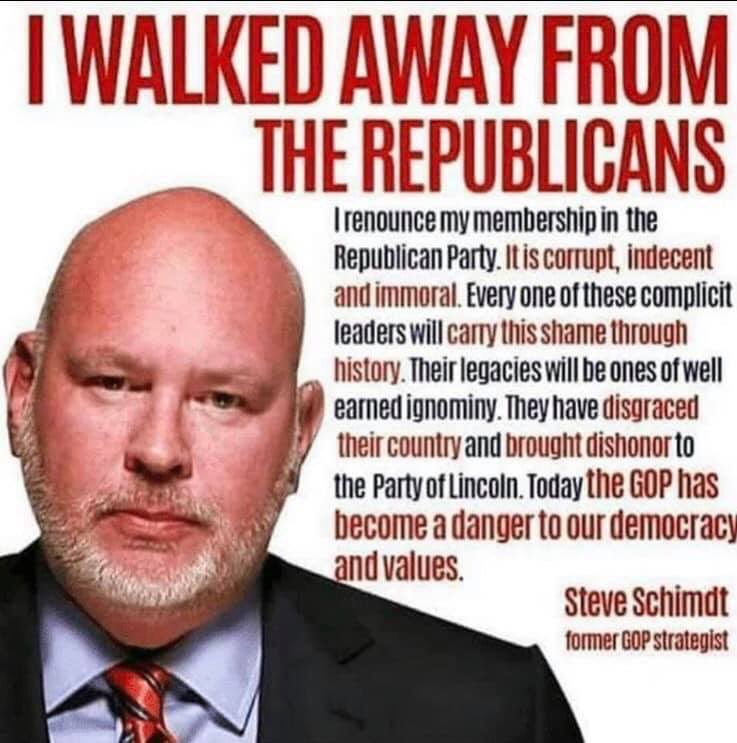 I WALKED AWAY FROM
THE REPUBLICANS
I renounce my membership in the
Republican Party. It is corrupt, indecent
and immoral. Every one of these complicit
leaders will carry this shame through
history. Their legacies will be ones of well
earned ignominy. They have disgraced
their country and brought dishonor to
the Party of Lincoln. Today the GOP has
become a danger to our democracy
and values.
Steve Schimdt
former GOP strategist